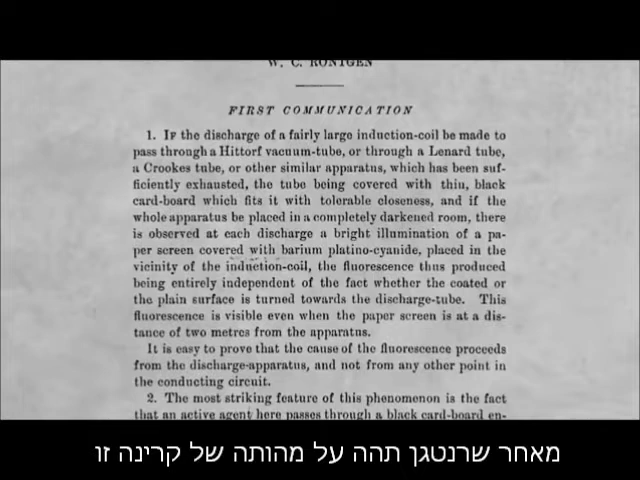 W. C. RÖNTGEN
FIRST COMMUNICATION
1. IF the discharge of a fairly large induction-coil be made to
pass through a Hittorf vacuum-tube, or through a Lenard tube,
a Crookes tube, or other similar apparatus, which has been suf-
ficiently exhausted, the tube being covered with thin, black
card-board which fits it with tolerable closeness, and if the
whole apparatus be placed in a completely darkened room, there
is observed at each discharge a bright illumination of a pa-
per screen covered with barium platino-cyanide, placed in the
vicinity of the induction-coil, the fluorescence thus produced
being entirely independent of the fact whether the coated or
the plain surface is turned towards the discharge-tube. This
fluorescence is visible even when the paper screen is at a dis-
tance of two metres from the apparatus.
It is easy to prove that the cause of the fluorescence proceeds
from the discharge-apparatus, and not from any other point in
the conducting circuit.
2. The most striking feature of this phenomenon is the fact
that an active agent here passes through a black card-board en-
מאחר שרנטגן תהה על מהותה של קרינה זו